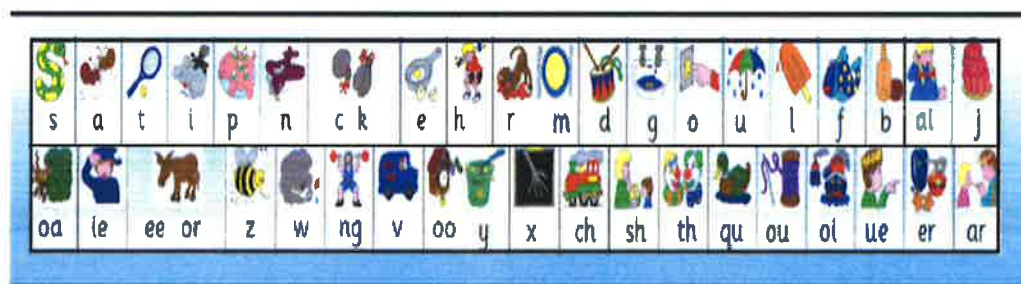 s a t i p n c k e h r m d g o u l f b ai j
oa ie ee or z w ng v oo y x ch sh th qu ou oi ue er ar